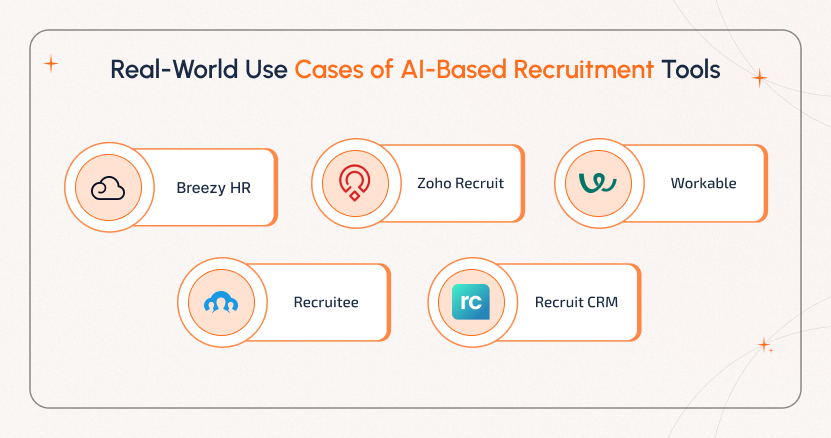 Real-World Use Cases of AI-Based Recruitment Tools
Breezy HR
Zoho Recruit
Workable
Recruitee
rc
Recruit CRM